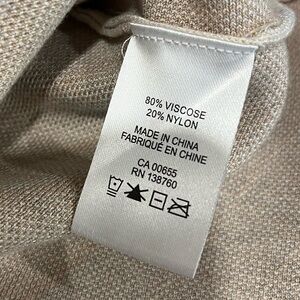 80% VISCOSE
20% NYLON
MADE IN CHINA
FABRIQUÉ EN CHINE
CA 00655
RN 138760